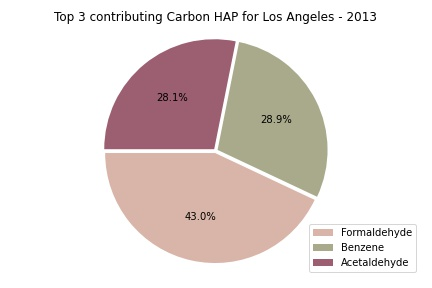 Top 3 contributing Carbon HAP for Los Angeles - 2013
28.1%
28.9%
43.0%
Formaldehyde
Benzene
Acetaldehyde